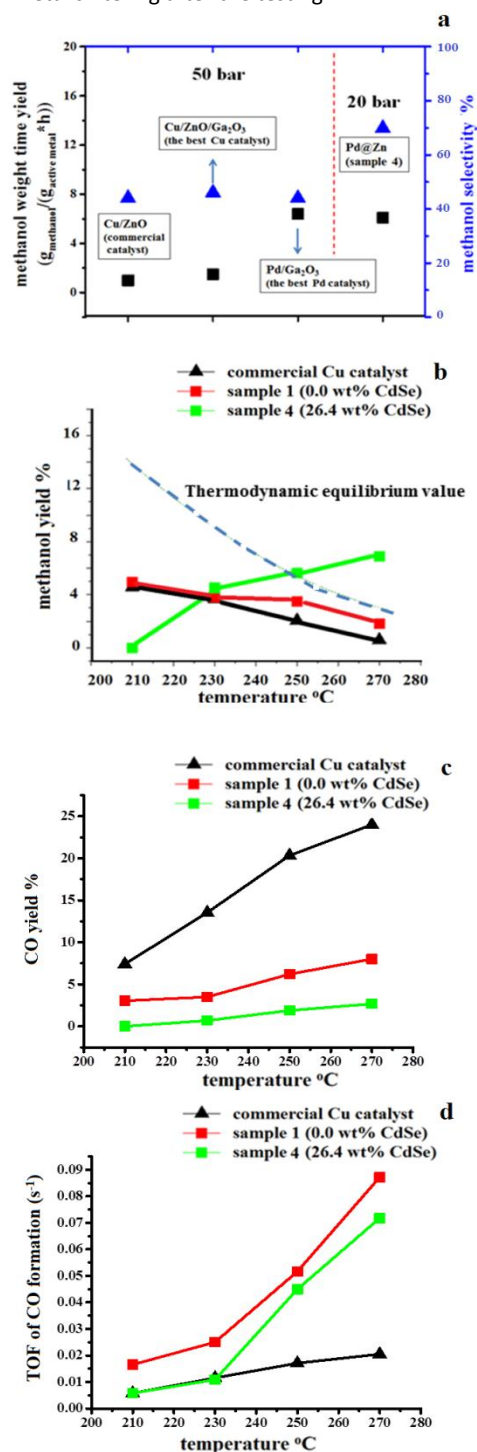 a
methanol weight time yield
(g methanol/(g active metal*h)
20
16
12
8
4
0
50 bar
20 bar
Cu/ZnO/Ga2O3
(the best Cu catalyst)
Pd@Zn
(sample 4)
Cu/ZnO
(commercial
catalyst)
Pd/Ga2O3
(the best Pd catalyst)
100
80
60
40
20
0
methanol selectivity %
commercial Cu catalyst
b
sample 1 (0.0 wt% CdSe)
sample 4 (26.4 wt% CdSe)
methanol yield %
16
12
8
4
0
Thermodynamic equilibrium value
200 210 220 230 240 250 260 270 280
temperature °C
commercial Cu catalyst
c
sample 1 (0.0 wt% CdSe)
sample 4 (26.4 wt% CdSe)
CO yield %
25
20
15
10
5
0
200 210 220 230 240 250 260 270 280
temperature °C
commercial Cu catalyst
d
sample 1 (0.0 wt% CdSe)
sample 4 (26.4 wt% CdSe)
TOF of CO formation (s-1)
0.09
0.08
0.07
0.06
0.05
0.04
0.03
0.02
0.01
0.00
200 210 220 230 240 250 260 270 280
temperature °C